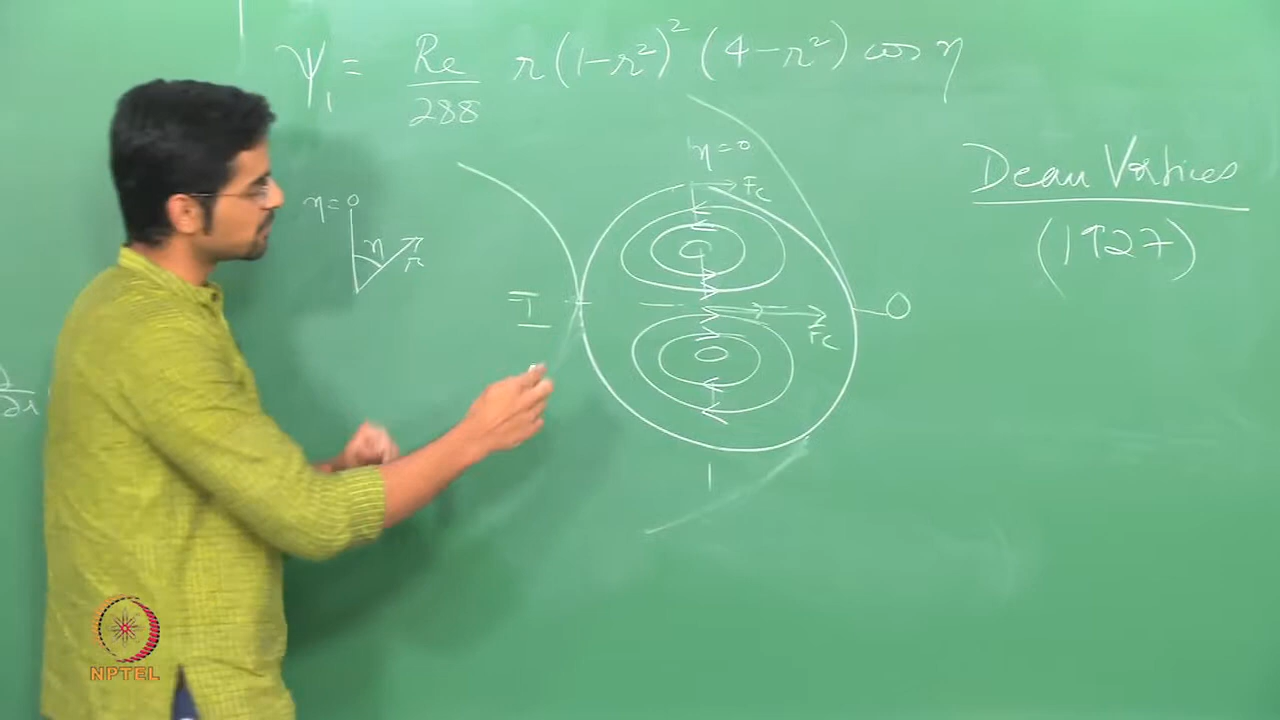 ψ₁ = Re/288 r(1-r²)² (4-r²) cos η
Dean Vortices
(1927)
η=0
η
r
η=0
Fc
I
O
Fc
∂/∂r
NPTEL